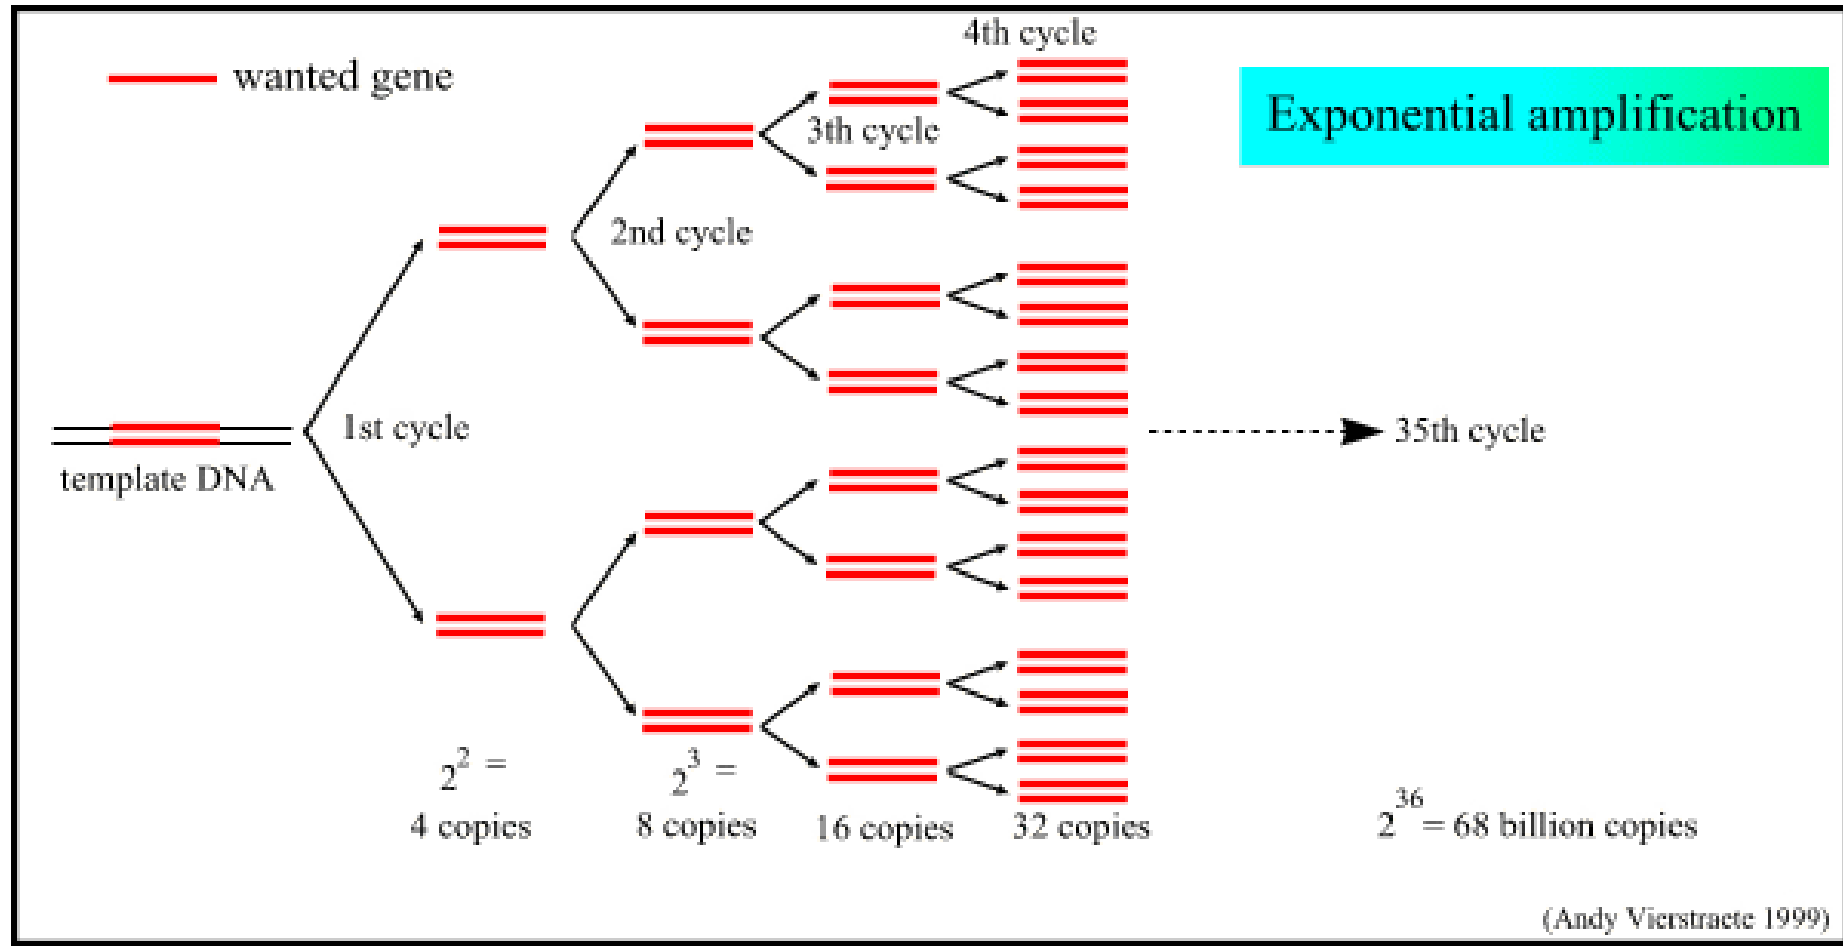 4th cycle
wanted gene
Exponential amplification
3th cycle
2nd cycle
1st cycle
35th cycle
template DNA
2^2 =
4 copies
2^3 =
8 copies
16 copies
32 copies
2^36 = 68 billion copies
(Andy Vierstraete 1999)